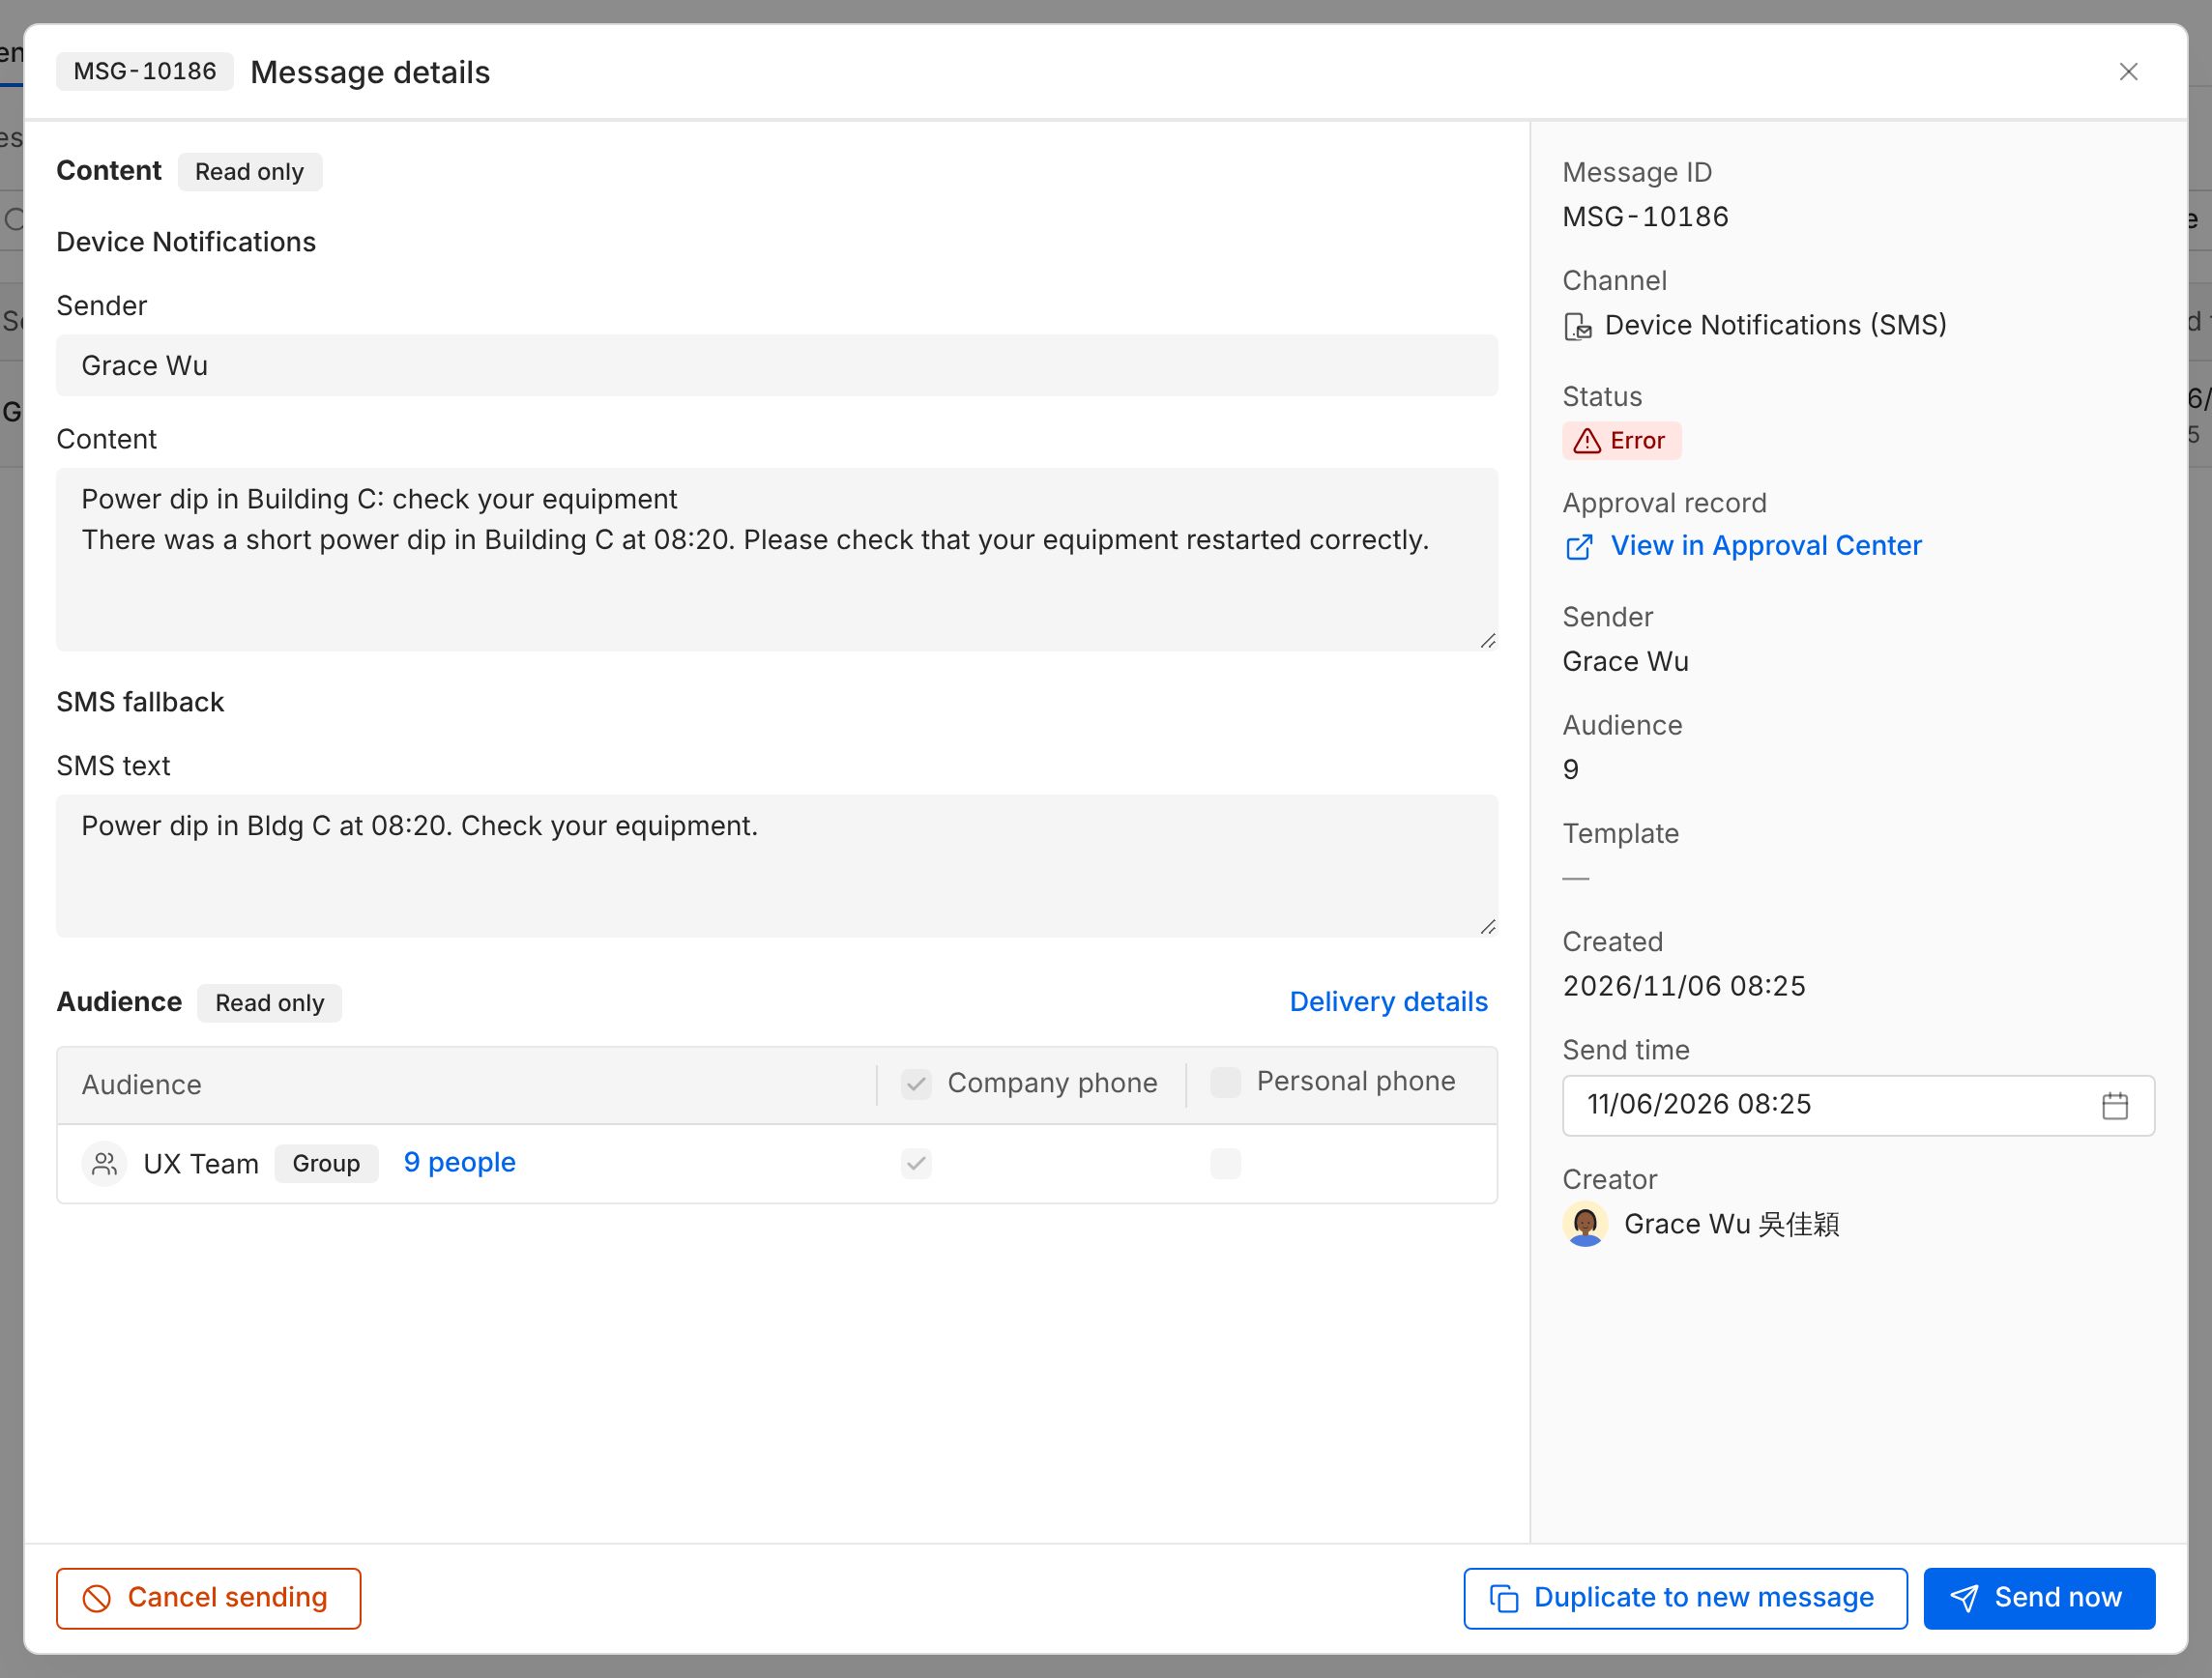 MSG-10186 Message details
Content Read only
Device Notifications
Sender
Grace Wu
Content
Power dip in Building C: check your equipment
There was a short power dip in Building C at 08:20. Please check that your equipment restarted correctly.
SMS fallback
SMS text
Power dip in Bldg C at 08:20. Check your equipment.
Audience Read only Delivery details
Audience Company phone Personal phone
UX Team Group 9 people
Message ID
MSG-10186
Channel
Device Notifications (SMS)
Status
Error
Approval record
View in Approval Center
Sender
Grace Wu
Audience
9
Template
—
Created
2026/11/06 08:25
Send time
11/06/2026 08:25
Creator
Grace Wu 吳佳穎
Cancel sending Duplicate to new message Send now